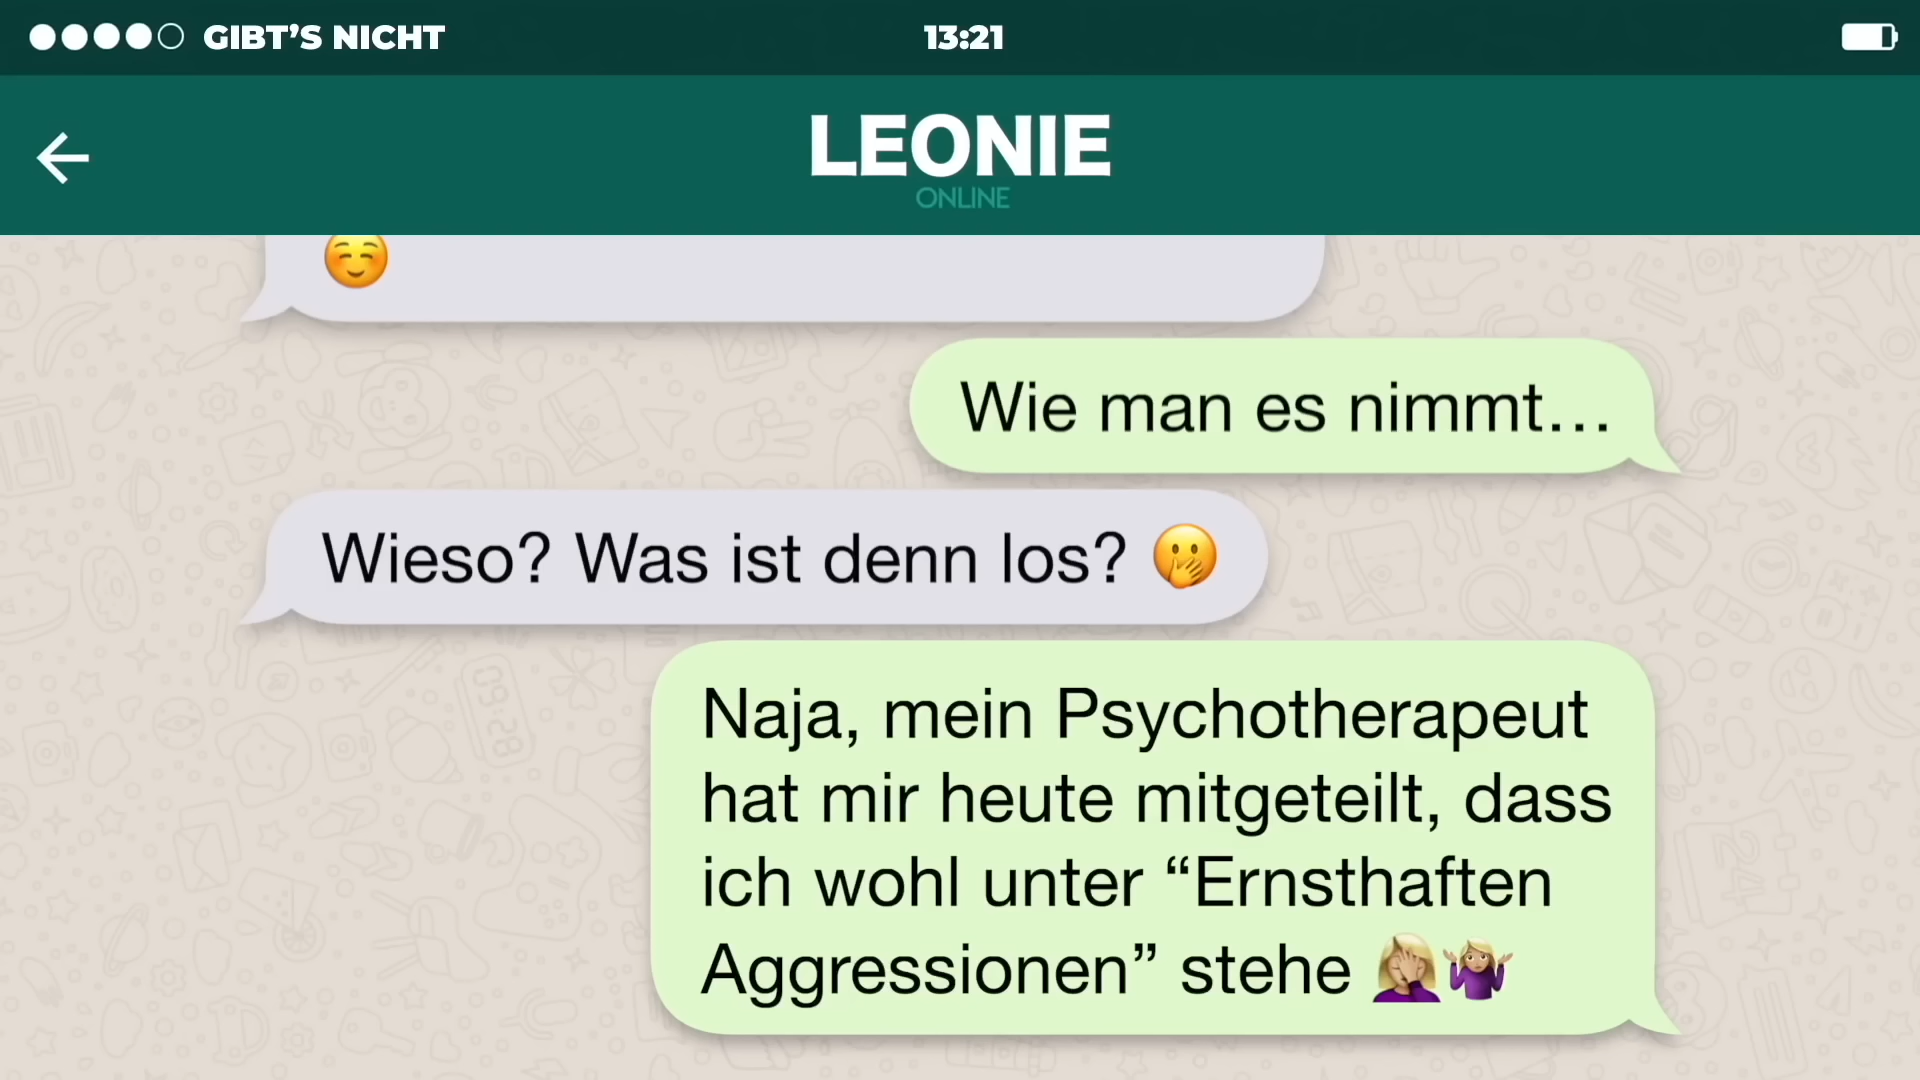 GIBT’S NICHT
13:21
LEONIE
ONLINE
Wie man es nimmt...
Wieso? Was ist denn los? 🫢
Naja, mein Psychotherapeut
hat mir heute mitgeteilt, dass
ich wohl unter “Ernsthaften
Aggressionen” stehe 🤦🏼‍♀️🤷🏼‍♀️